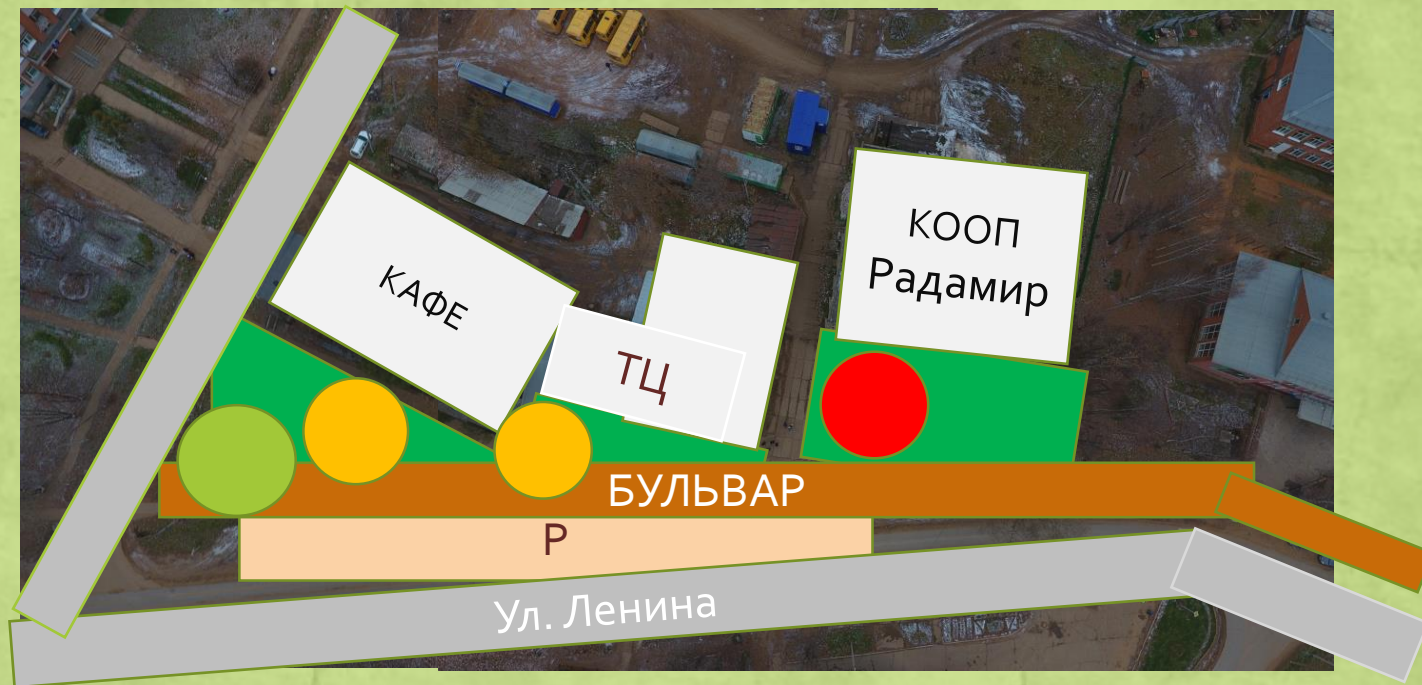 КООП
Радамир
КАФЕ
ТЦ
БУЛЬВАР
Р
Ул. Ленина